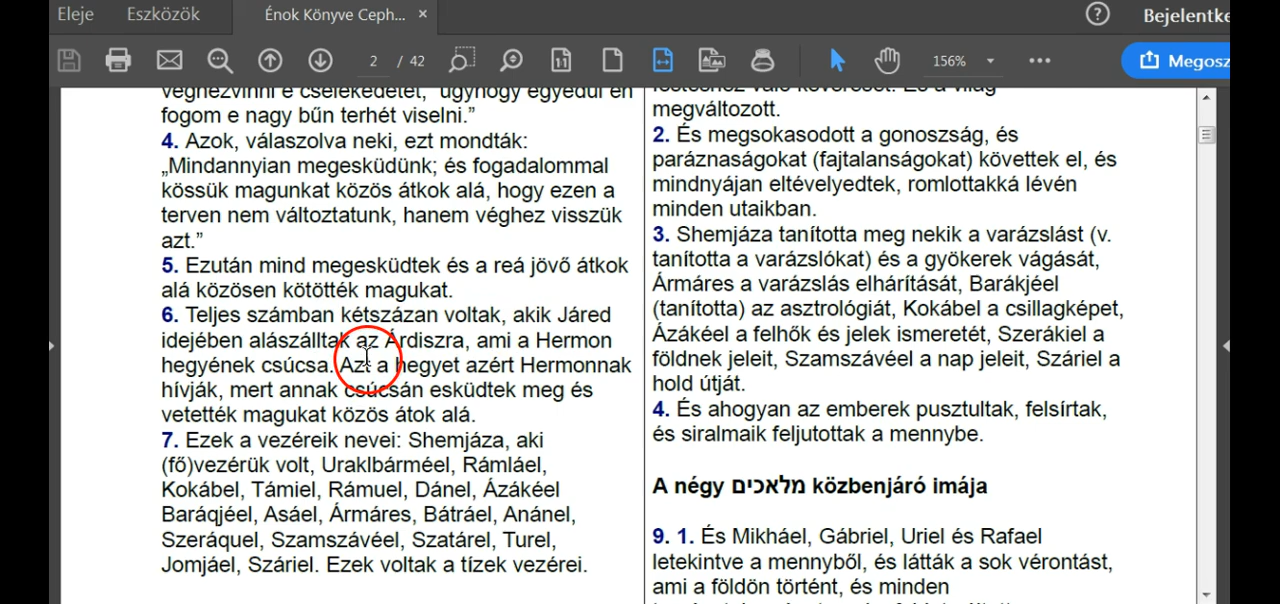 Eleje Eszközök Énok Könyve Ceph... × ? Bejelentke
2 / 42 156% Megosz
véghezvinni e cselekedetet, úgyhogy egyedül én
fogom e nagy bűn terhét viselni.”
4. Azok, válaszolva neki, ezt mondták:
„Mindannyian megesküdünk; és fogadalommal
kössük magunkat közös átkok alá, hogy ezen a
terven nem változtatunk, hanem véghez visszük
azt.”
5. Ezután mind megesküdtek és a reá jövő átkok
alá közösen kötötték magukat.
6. Teljes számban kétszázan voltak, akik Járed
idejében alászálltak az Árdiszra, ami a Hermon
hegyének csúcsa. Azt a hegyet azért Hermonnak
hívják, mert annak csúcsán esküdtek meg és
vetették magukat közös átok alá.
7. Ezek a vezéreik nevei: Shemjáza, aki
(fő)vezérük volt, Uraklbárméel, Rámláel,
Kokábel, Támiel, Rámuel, Dánel, Ázákéel
Baráqjéel, Asáel, Ármáres, Bátráel, Anánel,
Szeráquel, Szamszávéel, Szatárel, Turel,
Jomjáel, Száriel. Ezek voltak a tízek vezérei.
És a világ
megváltozott.
2. És megsokasodott a gonoszság, és
paráznaságokat (fajtalanságokat) követtek el, és
mindnyájan eltévelyedtek, romlottakká lévén
minden utaikban.
3. Shemjáza tanította meg nekik a varázslást (v.
tanította a varázslókat) és a gyökerek vágását,
Ármáres a varázslás elhárítását, Barákjéel
(tanította) az asztrológiát, Kokábel a csillagképet,
Ázákéel a felhők és jelek ismeretét, Szerákiel a
földnek jeleit, Szamszávéel a nap jeleit, Száriel a
hold útját.
4. És ahogyan az emberek pusztultak, felsírtak,
és siralmaik feljutottak a mennybe.
A négy מלאכים közbenjáró imája
9. 1. És Mikháel, Gábriel, Uriel és Rafael
letekintve a mennyből, és látták a sok vérontást,
ami a földön történt, és minden